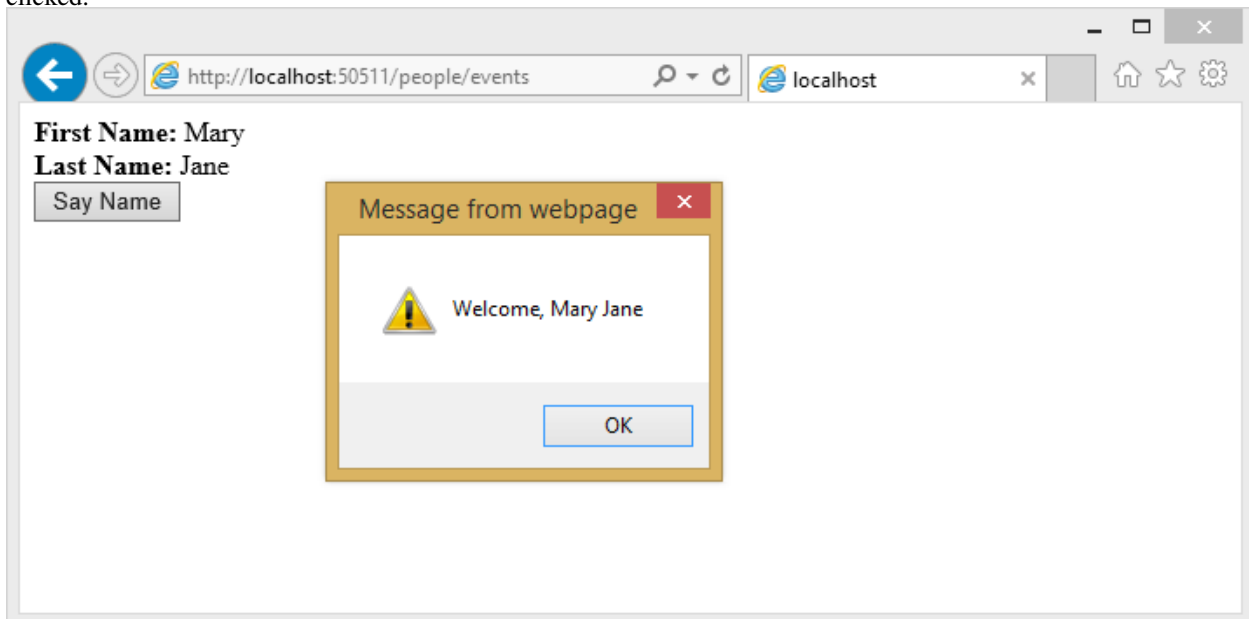 clicked.
http://localhost:50511/people/events
localhost
First Name: Mary
Last Name: Jane
Say Name
Message from webpage
Welcome, Mary Jane
OK